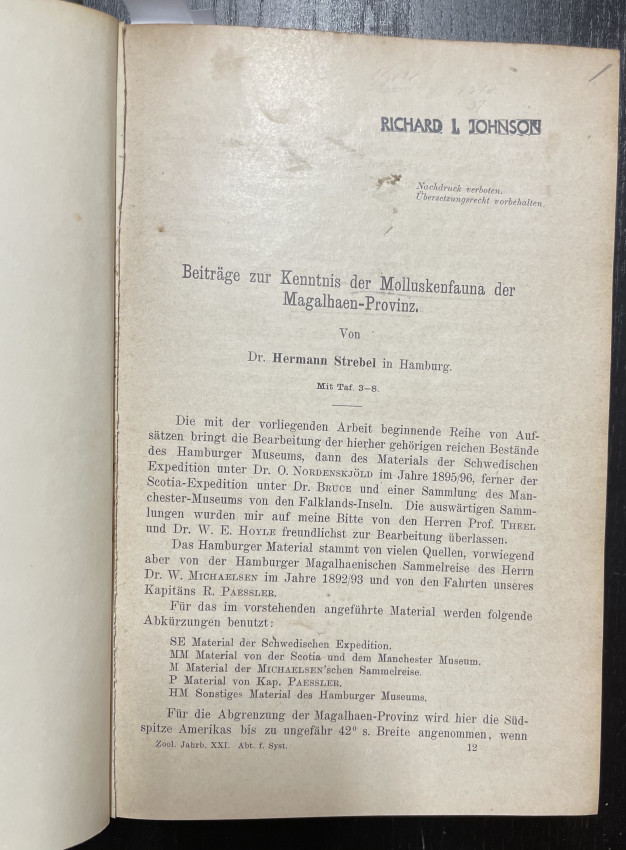 RICHARD I. JOHNSON
Nachdruck verboten.
Übersetzungsrecht vorbehalten.
Beiträge zur Kenntnis der Molluskenfauna der
Magalhaen-Provinz.
Von
Dr. Hermann Strebel in Hamburg.
Mit Taf. 3–8.
Die mit der vorliegenden Arbeit beginnende Reihe von Auf-
sätzen bringt die Bearbeitung der hierher gehörigen reichen Bestände
des Hamburger Museums, dann des Materials der Schwedischen
Expedition unter Dr. O. NORDENSKJÖLD im Jahre 1895/96, ferner der
Scotia-Expedition unter Dr. BRUCE und einer Sammlung des Man-
chester-Museums von den Falklands-Inseln. Die auswärtigen Samm-
lungen wurden mir auf meine Bitte von den Herren Prof. THEEL
und Dr. W. E. HOYLE freundlichst zur Bearbeitung überlassen.
Das Hamburger Material stammt von vielen Quellen, vorwiegend
aber von der Hamburger Magalhaenischen Sammelreise des Herrn
Dr. W. MICHAELSEN im Jahre 1892/93 und von den Fahrten unseres
Kapitäns R. PAESSLER.
Für das im vorstehenden angeführte Material werden folgende
Abkürzungen benutzt:
SE Material der Schwedischen Expedition.
MM Material von der Scotia und dem Manchester Museum.
M Material der MICHAELSEN'schen Sammelreise.
P Material von Kap. PAESSLER.
HM Sonstiges Material des Hamburger Museums.
Für die Abgrenzung der Magalhaen-Provinz wird hier die Süd-
spitze Amerikas bis zu ungefähr 42° s. Breite angenommen, wenn
Zool. Jahrb. XXI. Abt. f. Syst. 12